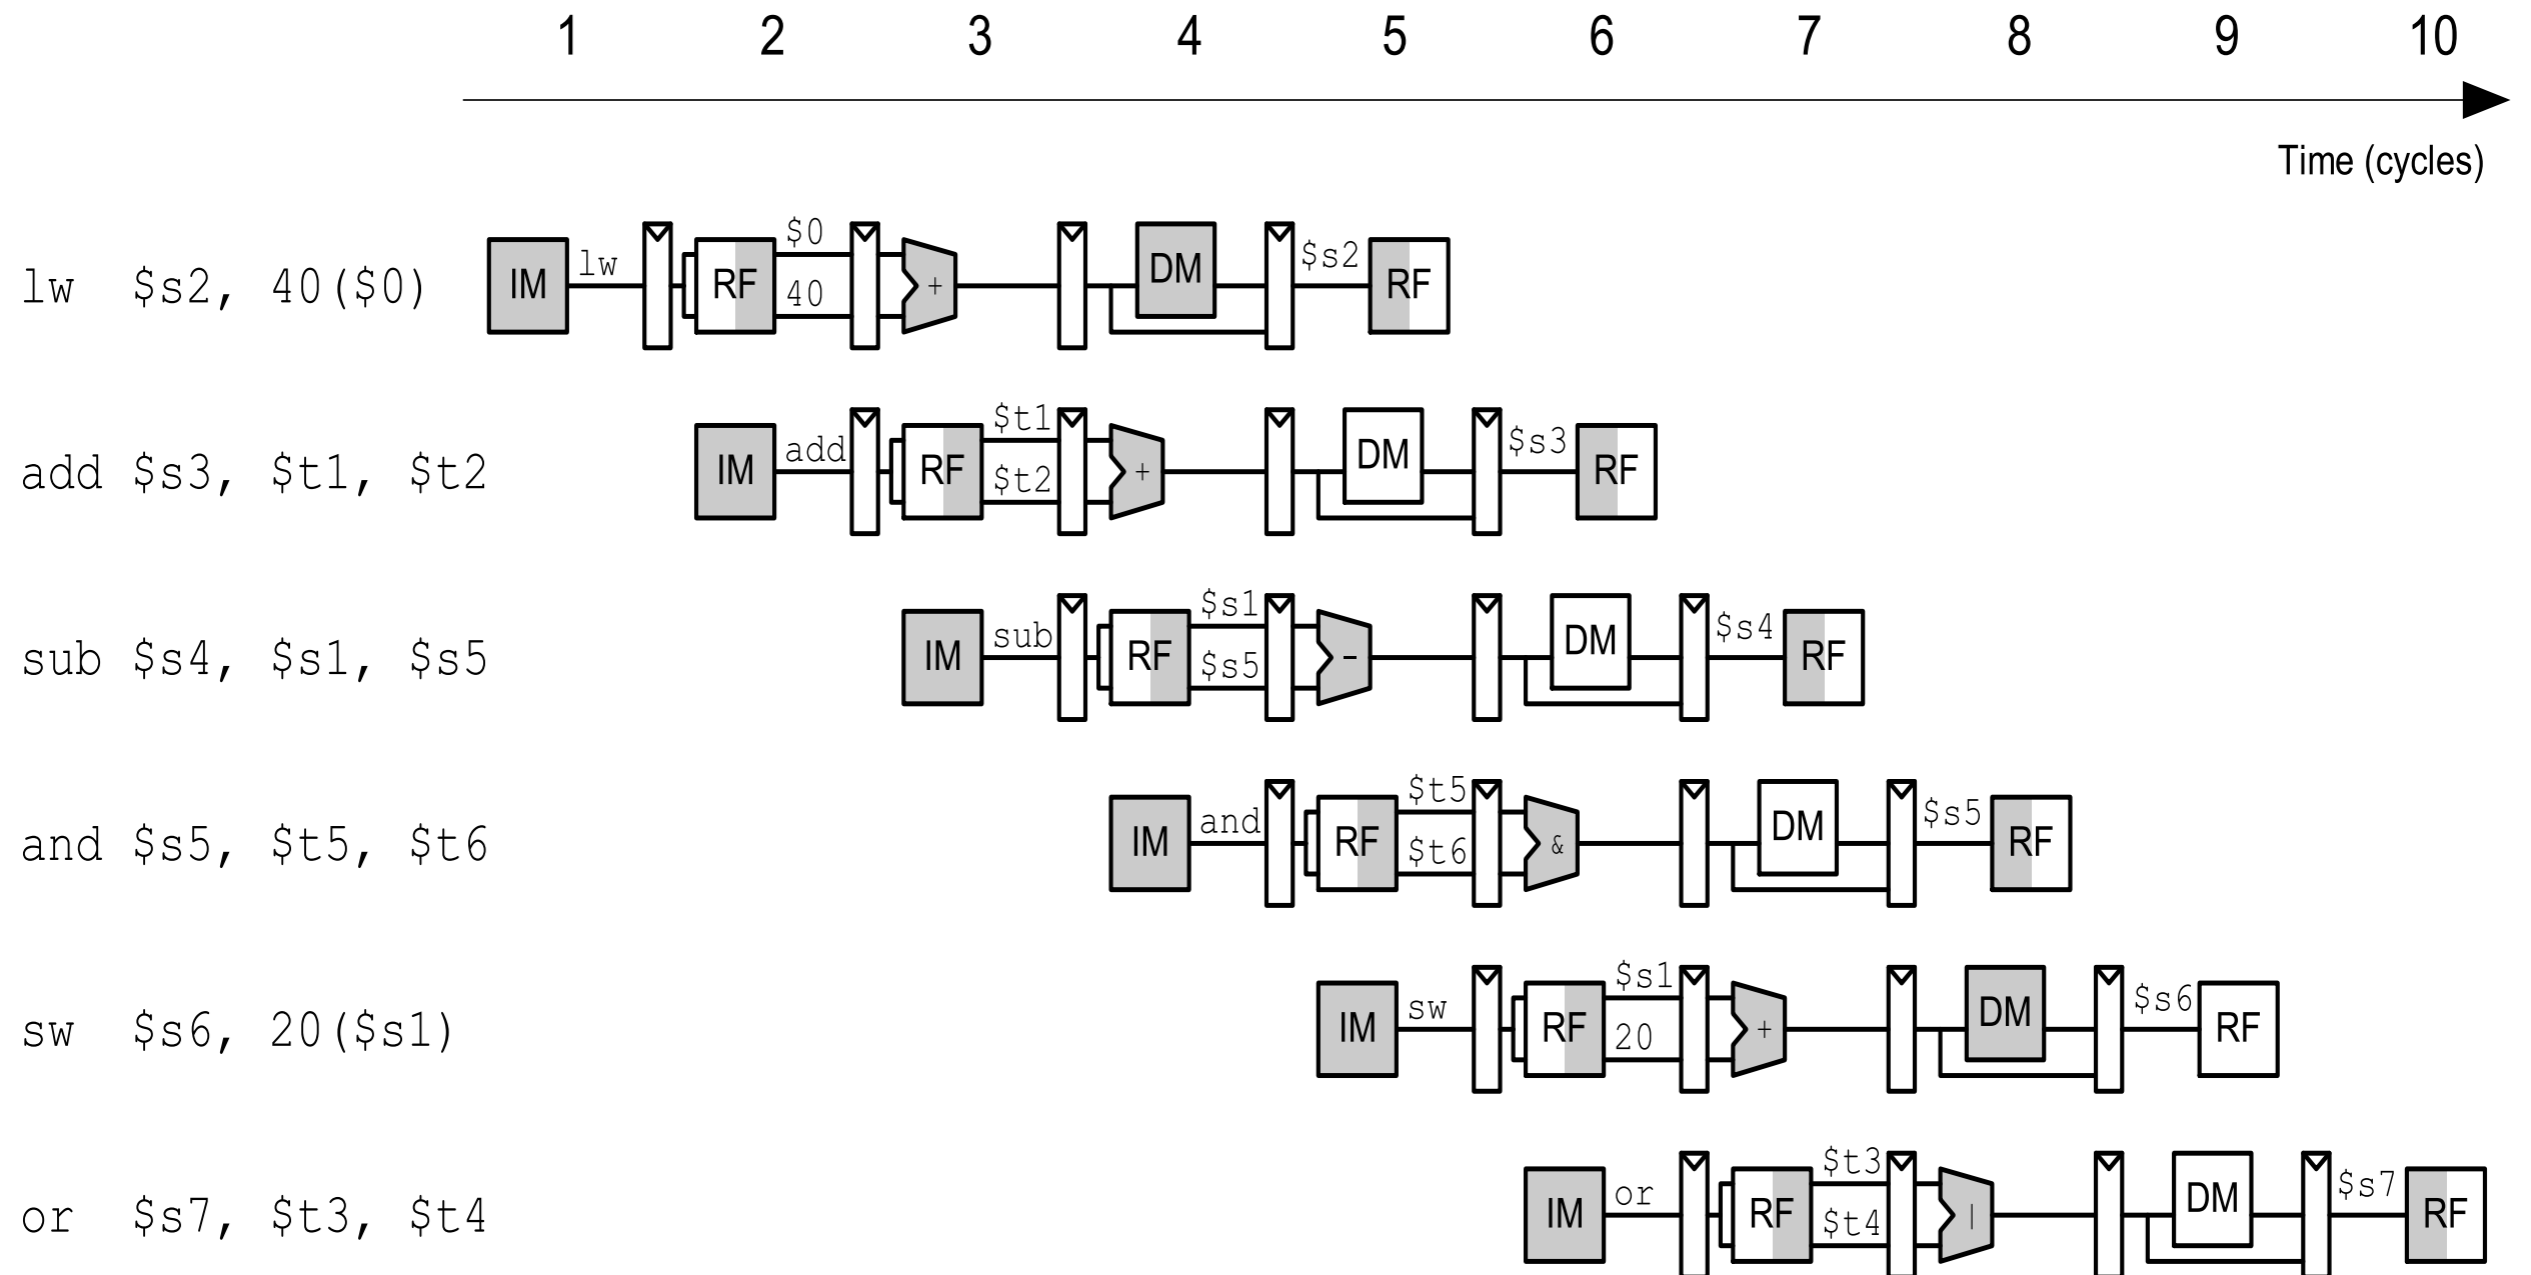 1 2 3 4 5 6 7 8 9 10
Time (cycles)
lw $s2, 40($0) IM lw RF $0 40 + DM $s2 RF
add $s3, $t1, $t2 IM add RF $t1 $t2 + DM $s3 RF
sub $s4, $s1, $s5 IM sub RF $s1 $s5 - DM $s4 RF
and $s5, $t5, $t6 IM and RF $t5 $t6 & DM $s5 RF
sw $s6, 20($s1) IM sw RF $s1 20 + DM $s6 RF
or $s7, $t3, $t4 IM or RF $t3 $t4 | DM $s7 RF